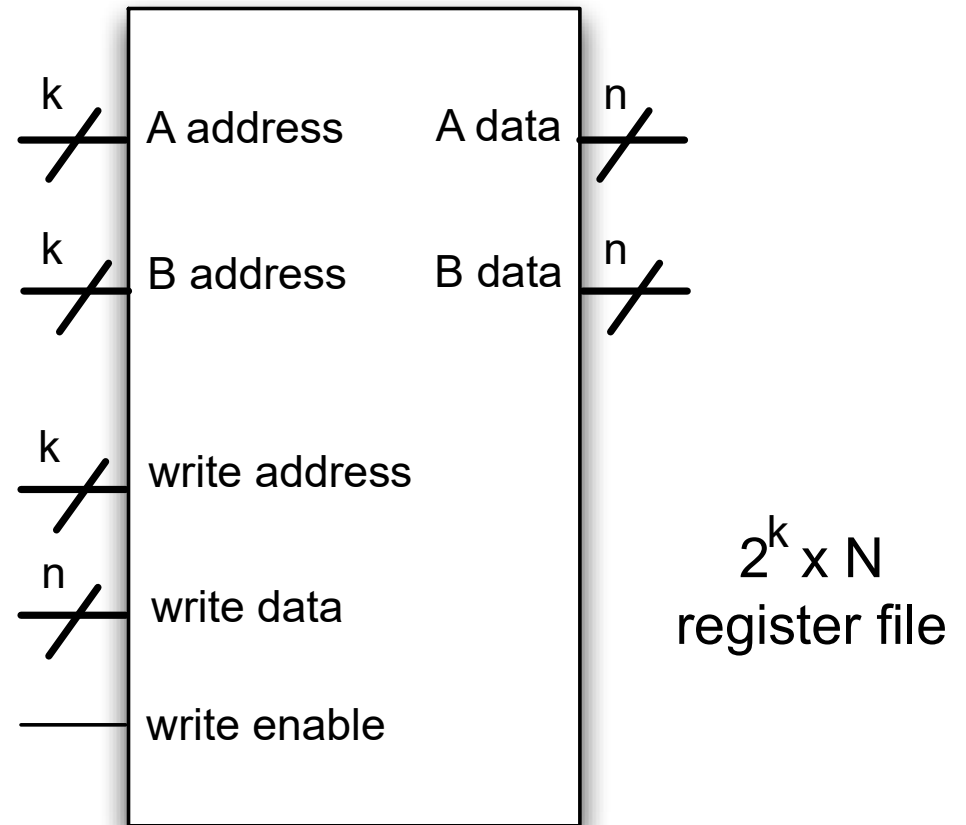 k
A address
A data
n
k
B address
B data
n
k
write address
n
write data
write enable
2^k x N
register file